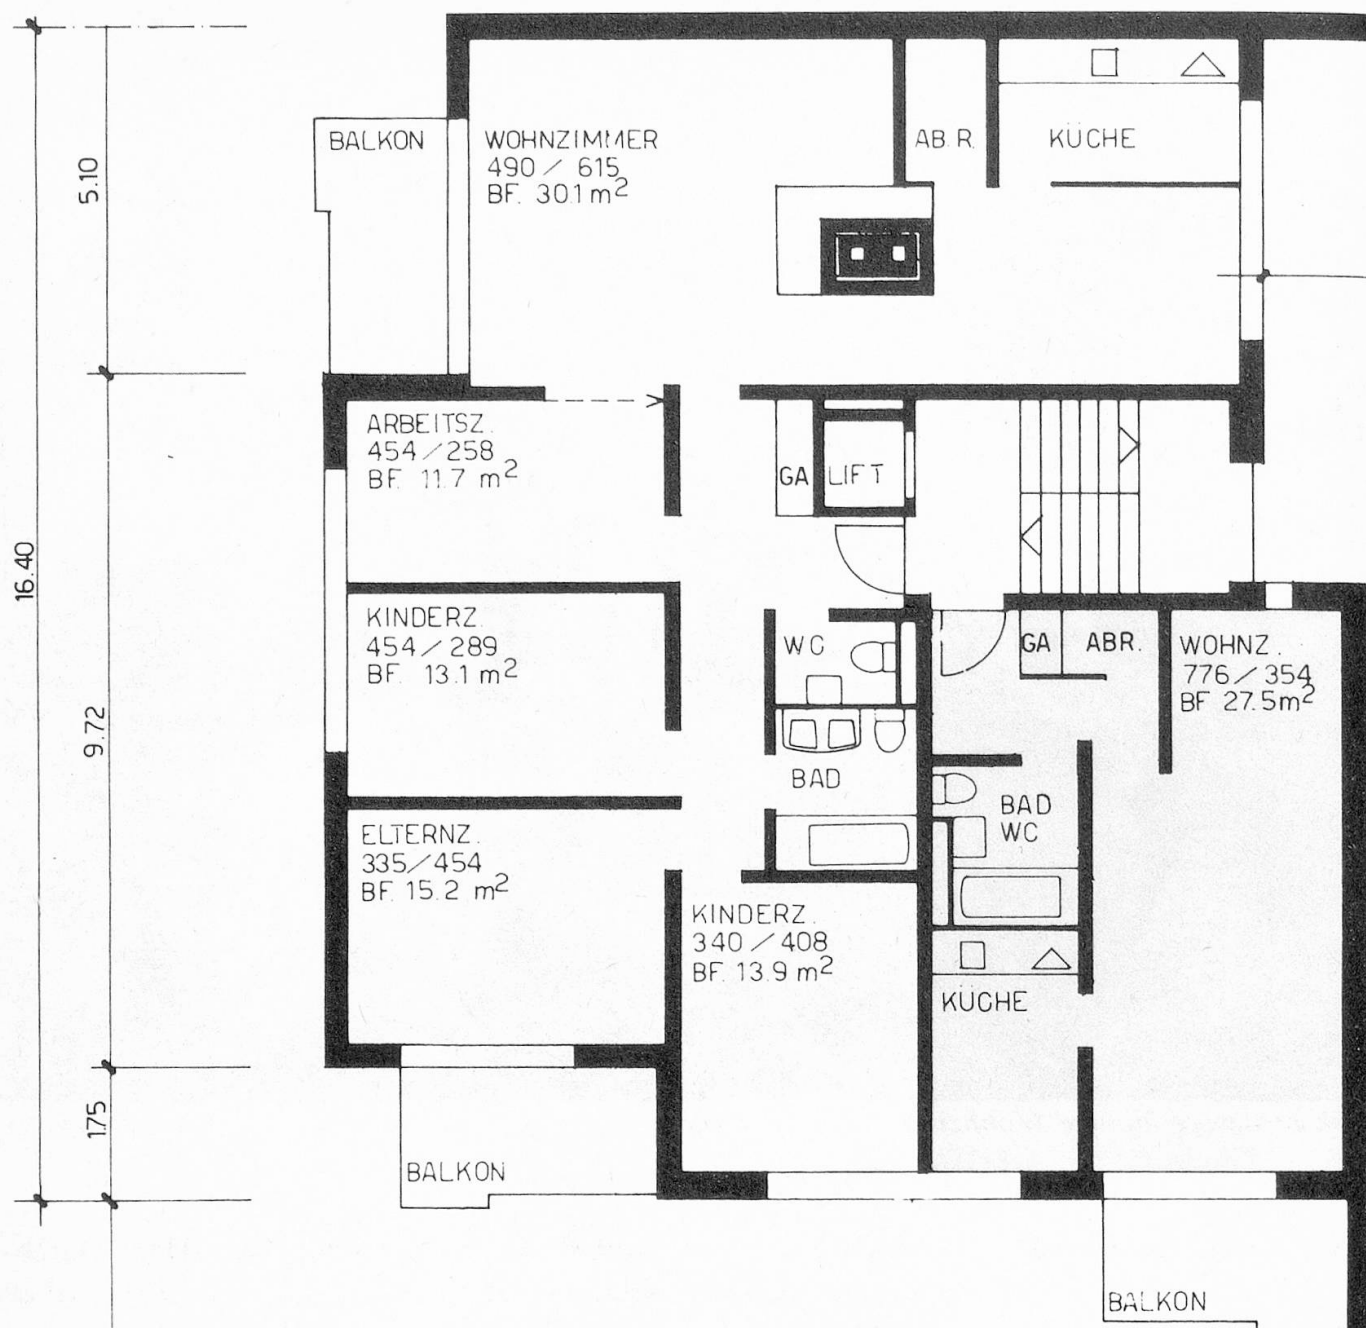 BALKON
WOHNZIMMER
490 / 615
BF. 30.1 m²
AB.R.
KÜCHE
5.10
ARBEITSZ.
454 / 258
BF. 11.7 m²
GA
LIFT
16.40
KINDERZ.
454 / 289
BF. 13.1 m²
WC
GA
ABR.
WOHNZ.
776 / 354
BF 27.5m²
9.72
BAD
BAD
WC
ELTERNZ.
335/454
BF. 15.2 m²
KINDERZ.
340 / 408
BF. 13.9 m²
KÜCHE
1.75
BALKON
BALKON